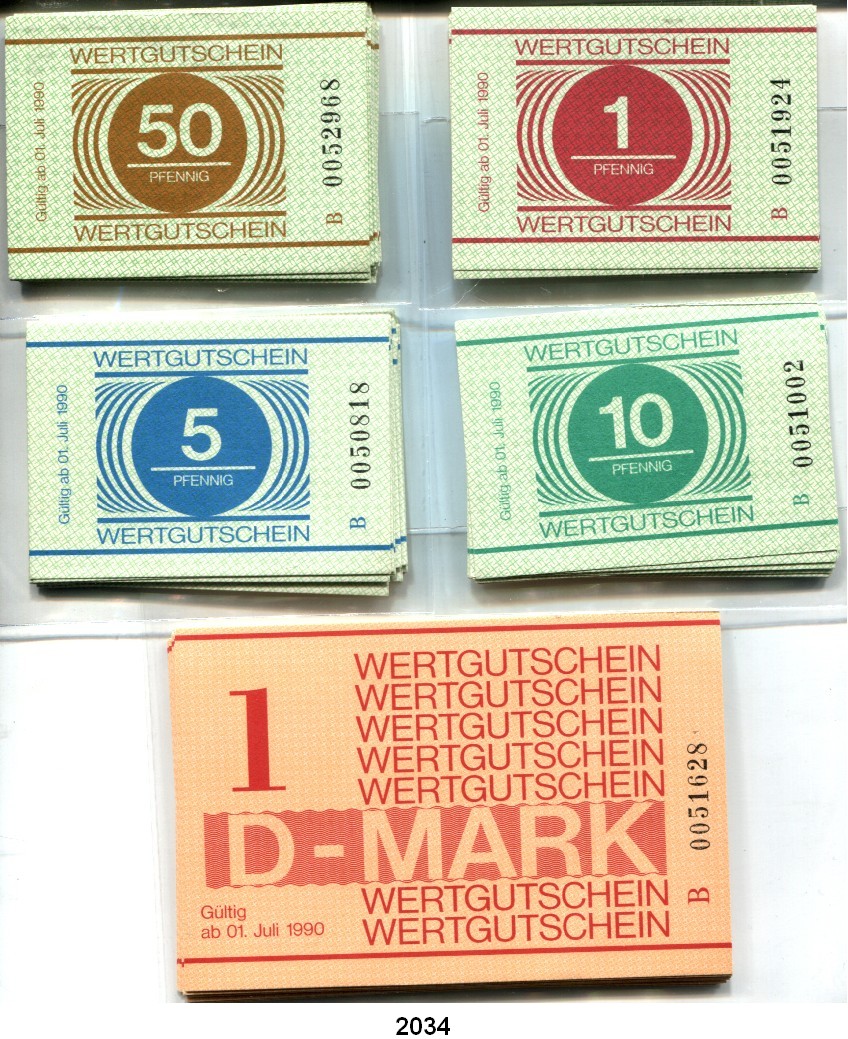 WERTGUTSCHEIN
50
PFENNIG
WERTGUTSCHEIN
Gültig ab 01. Juli 1990
B 0052968
WERTGUTSCHEIN
1
PFENNIG
WERTGUTSCHEIN
Gültig ab 01. Juli 1990
B 0051924
WERTGUTSCHEIN
5
PFENNIG
WERTGUTSCHEIN
Gültig ab 01. Juli 1990
B 0050818
WERTGUTSCHEIN
10
PFENNIG
WERTGUTSCHEIN
Gültig ab 01. Juli 1990
B 0051002
1
WERTGUTSCHEIN
WERTGUTSCHEIN
WERTGUTSCHEIN
WERTGUTSCHEIN
WERTGUTSCHEIN
D-MARK
WERTGUTSCHEIN
WERTGUTSCHEIN
Gültig
ab 01. Juli 1990
B 0051628
2034